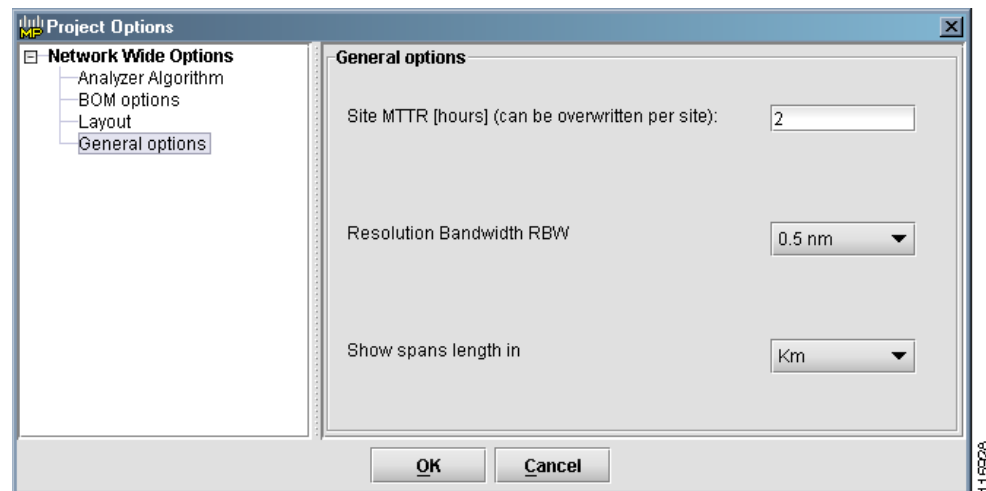 MP Project Options
Network Wide Options
Analyzer Algorithm
BOM options
Layout
General options
General options
Site MTTR [hours] (can be overwritten per site):
2
Resolution Bandwidth RBW
0.5 nm
Show spans length in
Km
OK
Cancel